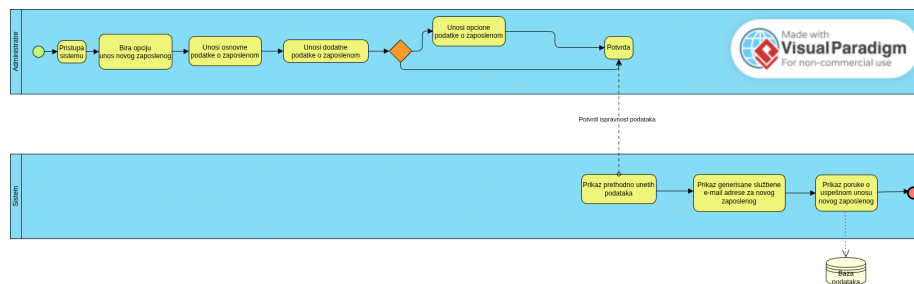 Administrator
Pristupa
sistemu
Bira opciju
unos novog zaposlenog
Unosi osnovne
podatke o zaposlenom
Unosi dodatne
podatke o zaposlenom
Unosi opcione
podatke o zaposlenom
Potvrda
Made with
VisualParadigm
For non-commercial use
Potvrdi ispravnost podataka
Sistem
Prikaz prethodno unetih
podataka
Prikaz generisane službene
e-mail adrese za novog
zaposlenog
Prikaz poruke o
uspešnom unosu
novog zaposlenog
Baza
podataka